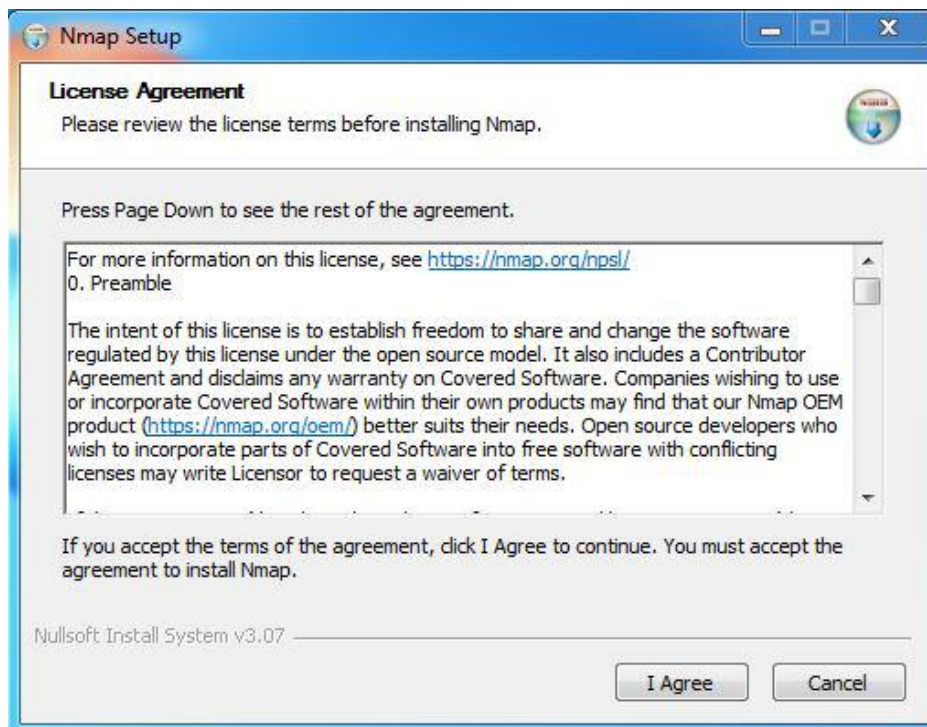 Nmap Setup
License Agreement
Please review the license terms before installing Nmap.
Press Page Down to see the rest of the agreement.
For more information on this license, see https://nmap.org/npsl/
0. Preamble
The intent of this license is to establish freedom to share and change the software
regulated by this license under the open source model. It also includes a Contributor
Agreement and disclaims any warranty on Covered Software. Companies wishing to use
or incorporate Covered Software within their own products may find that our Nmap OEM
product (https://nmap.org/oem/) better suits their needs. Open source developers who
wish to incorporate parts of Covered Software into free software with conflicting
licenses may write Licensor to request a waiver of terms.
If you accept the terms of the agreement, click I Agree to continue. You must accept the
agreement to install Nmap.
Nullsoft Install System v3.07
I Agree
Cancel